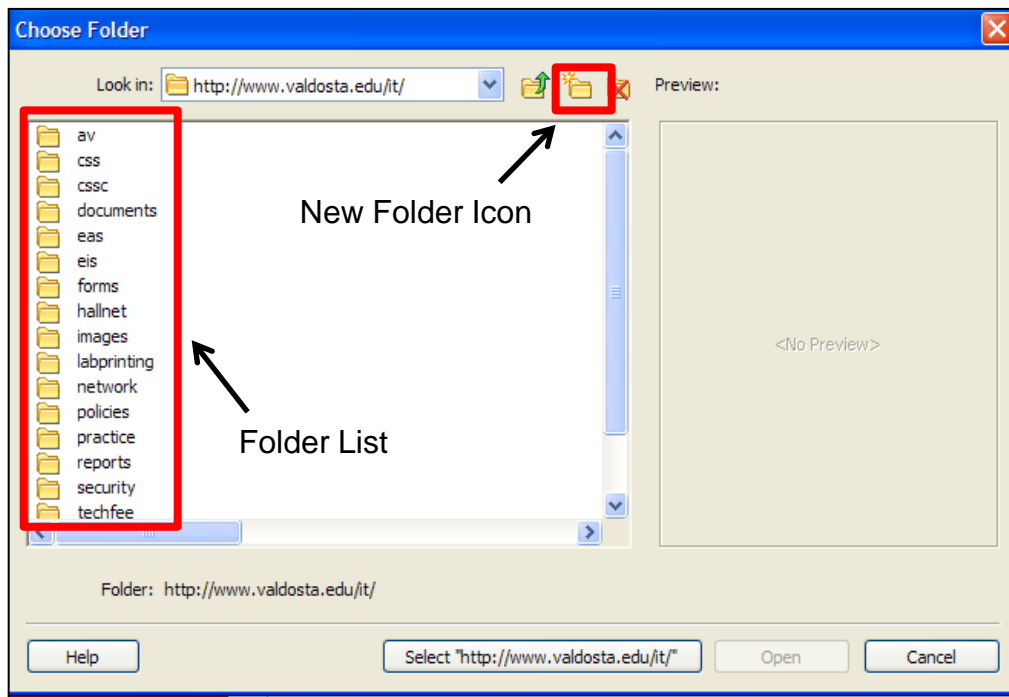 Choose Folder
Look in: http://www.valdosta.edu/it/ Preview:
av
css
cssc
documents
New Folder Icon
eas
eis
forms
hallnet
images
<No Preview>
labprinting
network
policies
practice
Folder List
reports
security
techfee
Folder: http://www.valdosta.edu/it/
Help Select "http://www.valdosta.edu/it/" Open Cancel